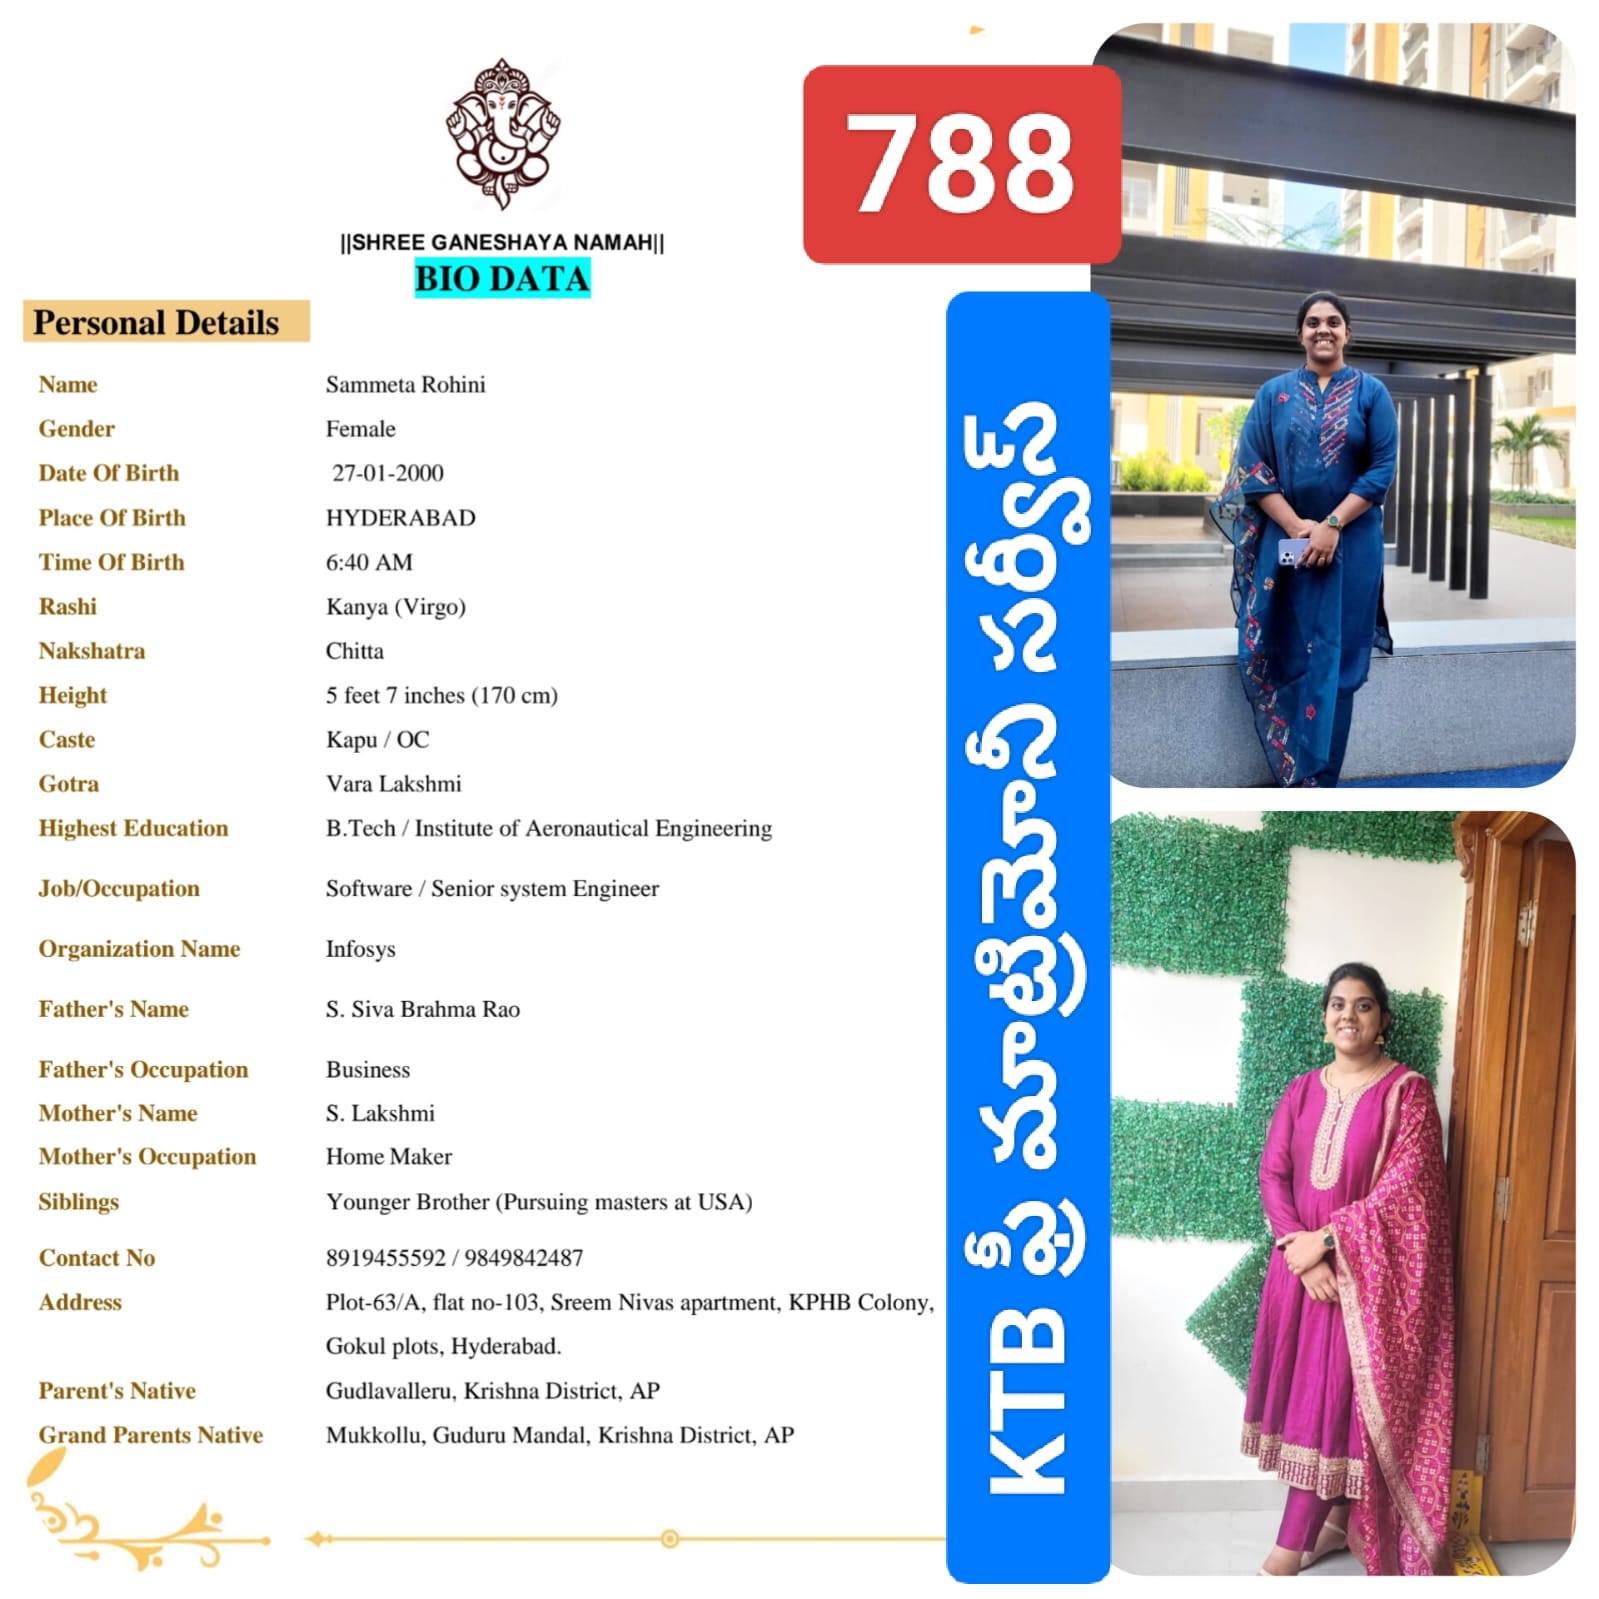 ||SHREE GANESHAYA NAMAH||
BIO DATA
788
Personal Details
Name Sammeta Rohini
Gender Female
Date Of Birth 27-01-2000
Place Of Birth HYDERABAD
Time Of Birth 6:40 AM
Rashi Kanya (Virgo)
Nakshatra Chitta
Height 5 feet 7 inches (170 cm)
Caste Kapu / OC
Gotra Vara Lakshmi
Highest Education B.Tech / Institute of Aeronautical Engineering
Job/Occupation Software / Senior system Engineer
Organization Name Infosys
Father's Name S. Siva Brahma Rao
Father's Occupation Business
Mother's Name S. Lakshmi
Mother's Occupation Home Maker
Siblings Younger Brother (Pursuing masters at USA)
Contact No 8919455592 / 9849842487
Address Plot-63/A, flat no-103, Sreem Nivas apartment, KPHB Colony,
Gokul plots, Hyderabad.
Parent's Native Gudlavalleru, Krishna District, AP
Grand Parents Native Mukkollu, Guduru Mandal, Krishna District, AP
KTB ఫ్రీ మాట్రిమోనీ సర్వీస్